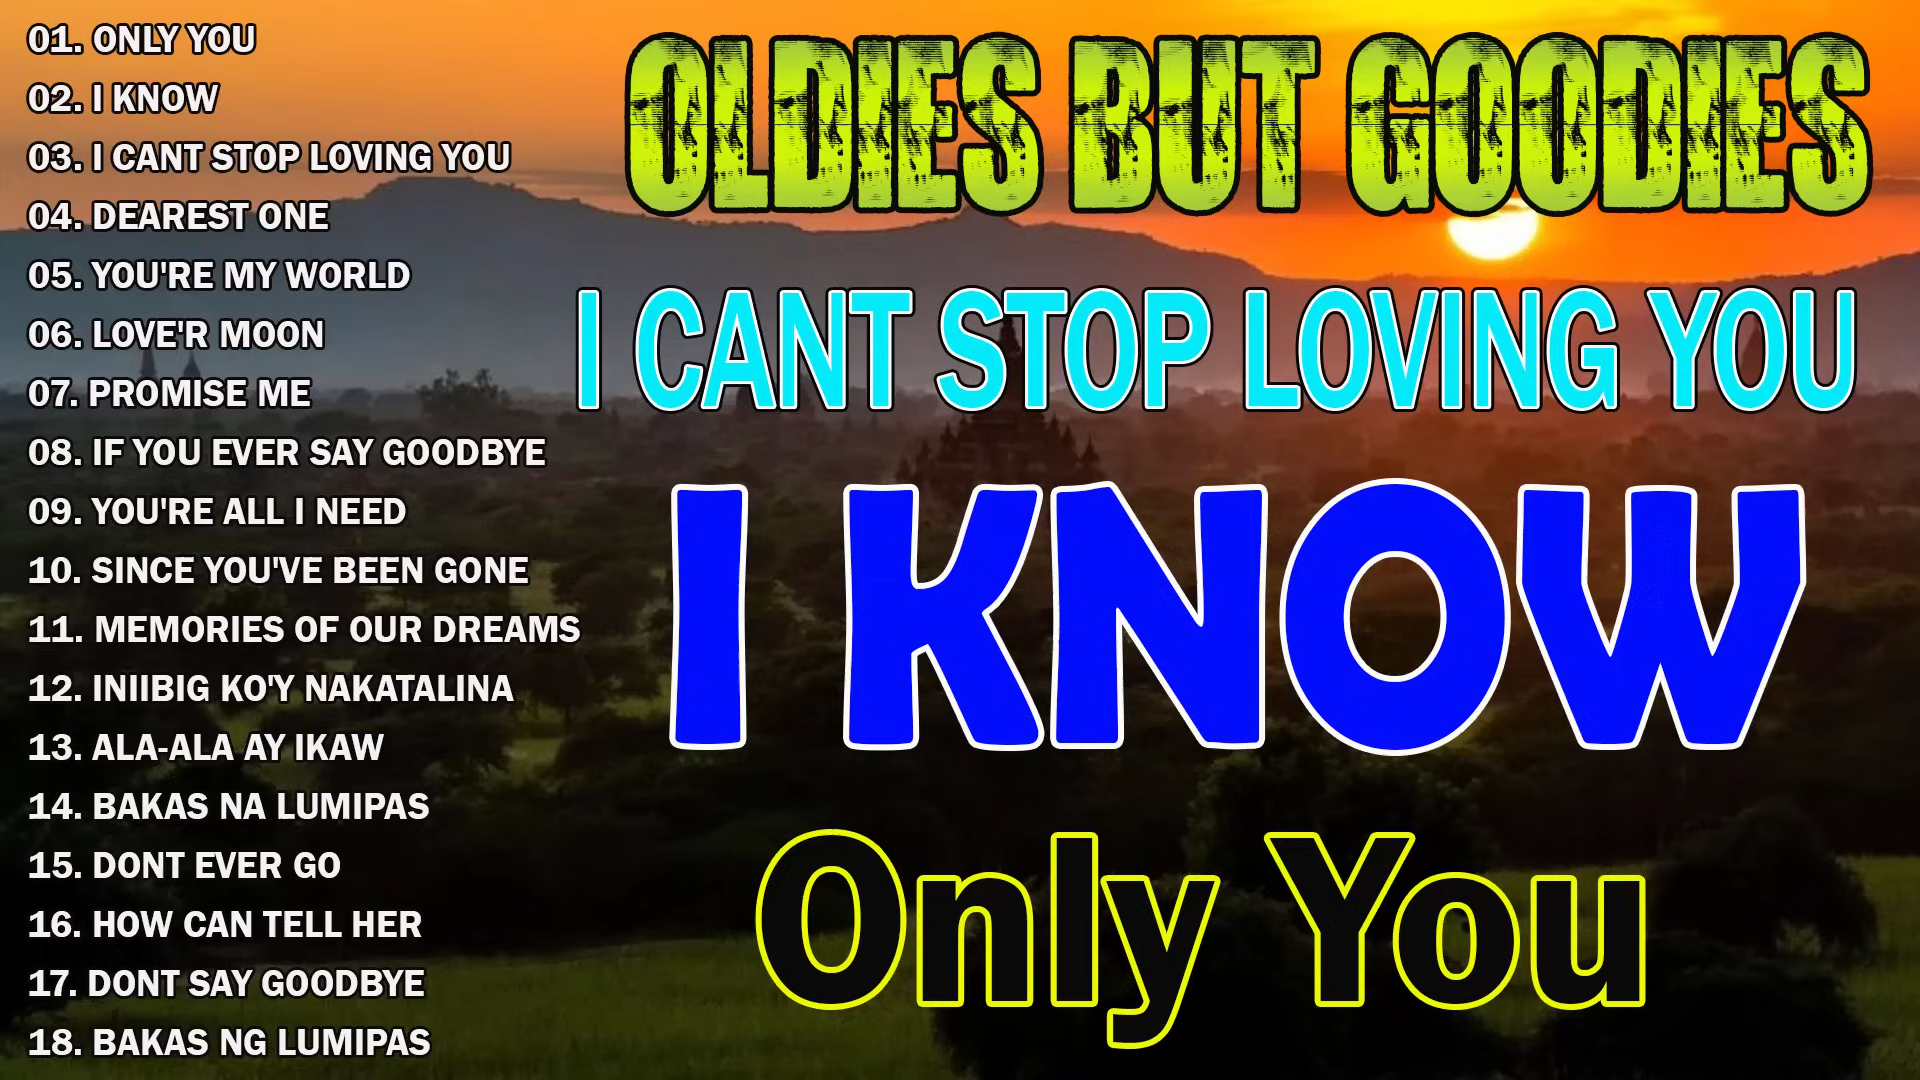 01. ONLY YOU
02. I KNOW
03. I CANT STOP LOVING YOU
04. DEAREST ONE
05. YOU'RE MY WORLD
06. LOVE'R MOON
07. PROMISE ME
08. IF YOU EVER SAY GOODBYE
09. YOU'RE ALL I NEED
10. SINCE YOU'VE BEEN GONE
11. MEMORIES OF OUR DREAMS
12. INIIBIG KO'Y NAKATALINA
13. ALA-ALA AY IKAW
14. BAKAS NA LUMIPAS
15. DONT EVER GO
16. HOW CAN TELL HER
17. DONT SAY GOODBYE
18. BAKAS NG LUMIPAS
OLDIES BUT GOODIES
I CANT STOP LOVING YOU
I KNOW
Only You